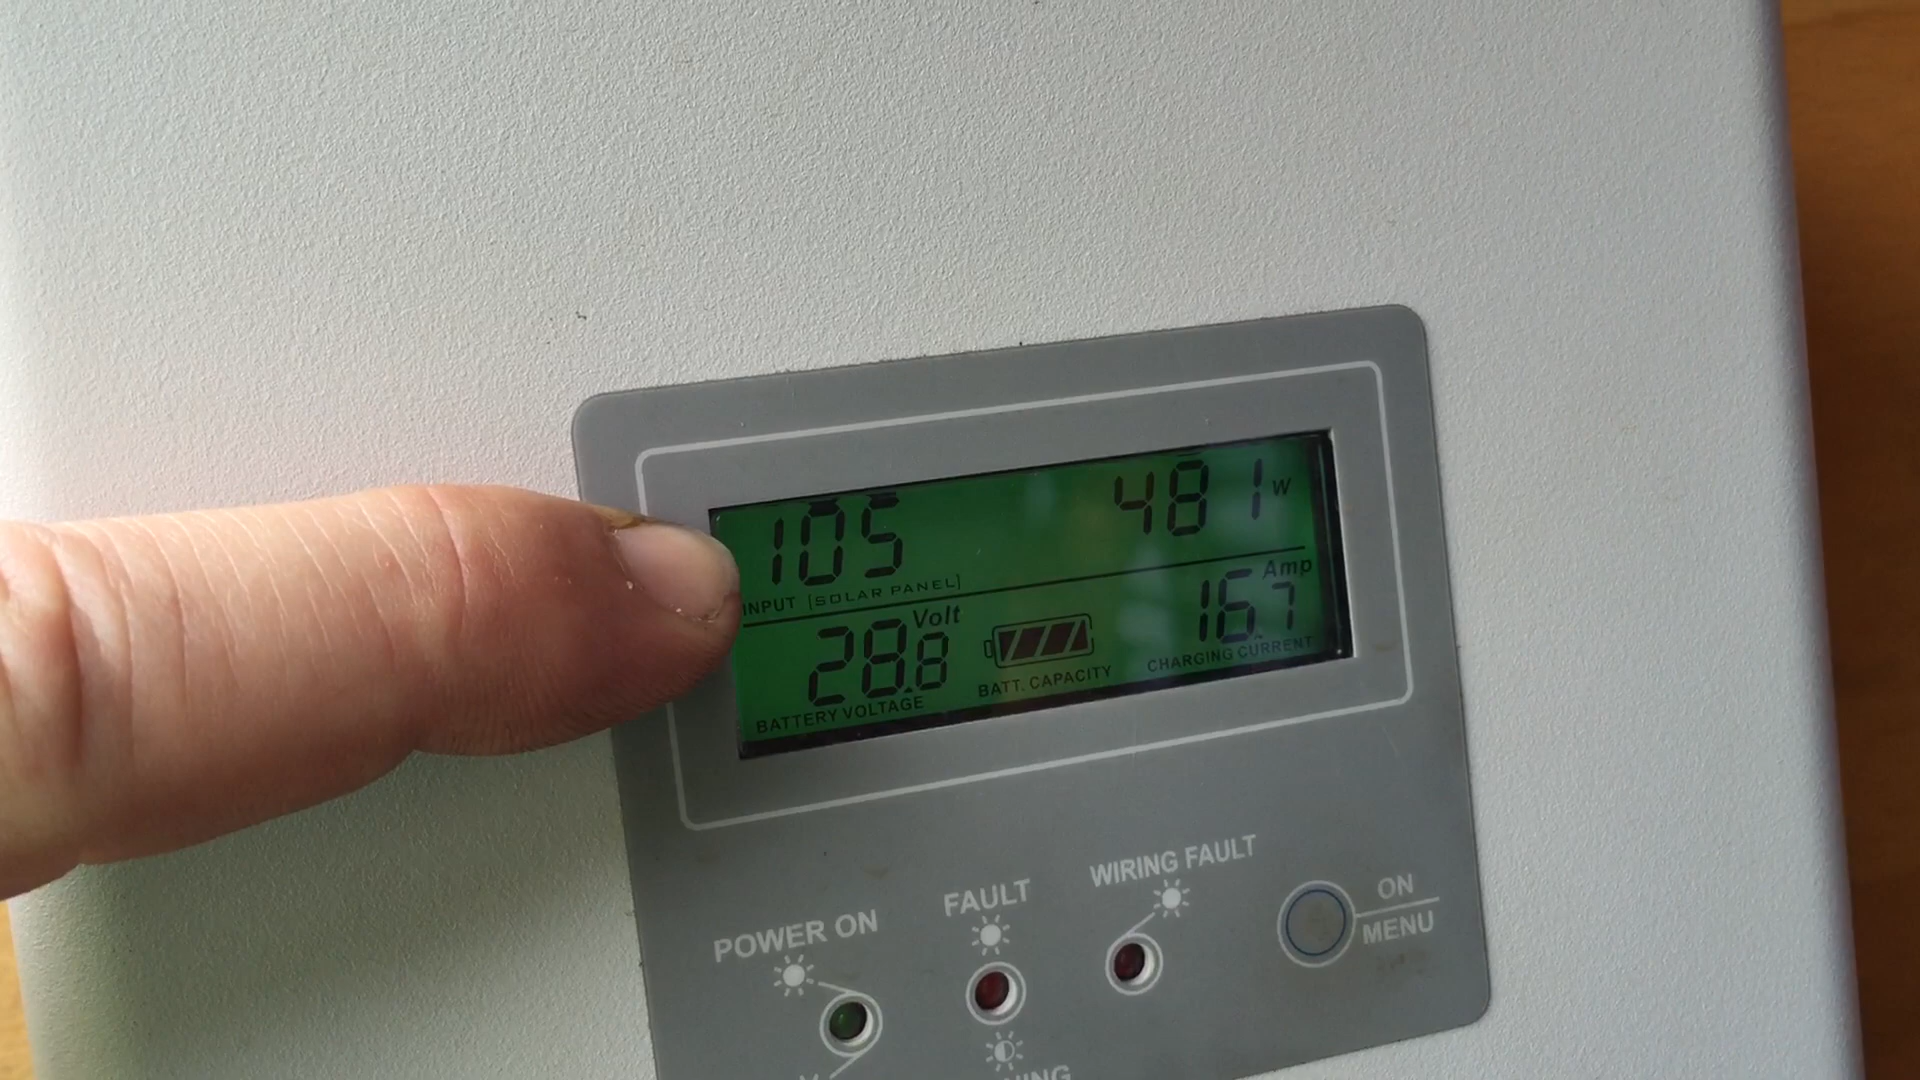 105 481 W
INPUT [SOLAR PANEL]
Volt Amp
28.8 16.7
BATTERY VOLTAGE BATT. CAPACITY CHARGING CURRENT
WIRING FAULT
FAULT
POWER ON
ON
MENU